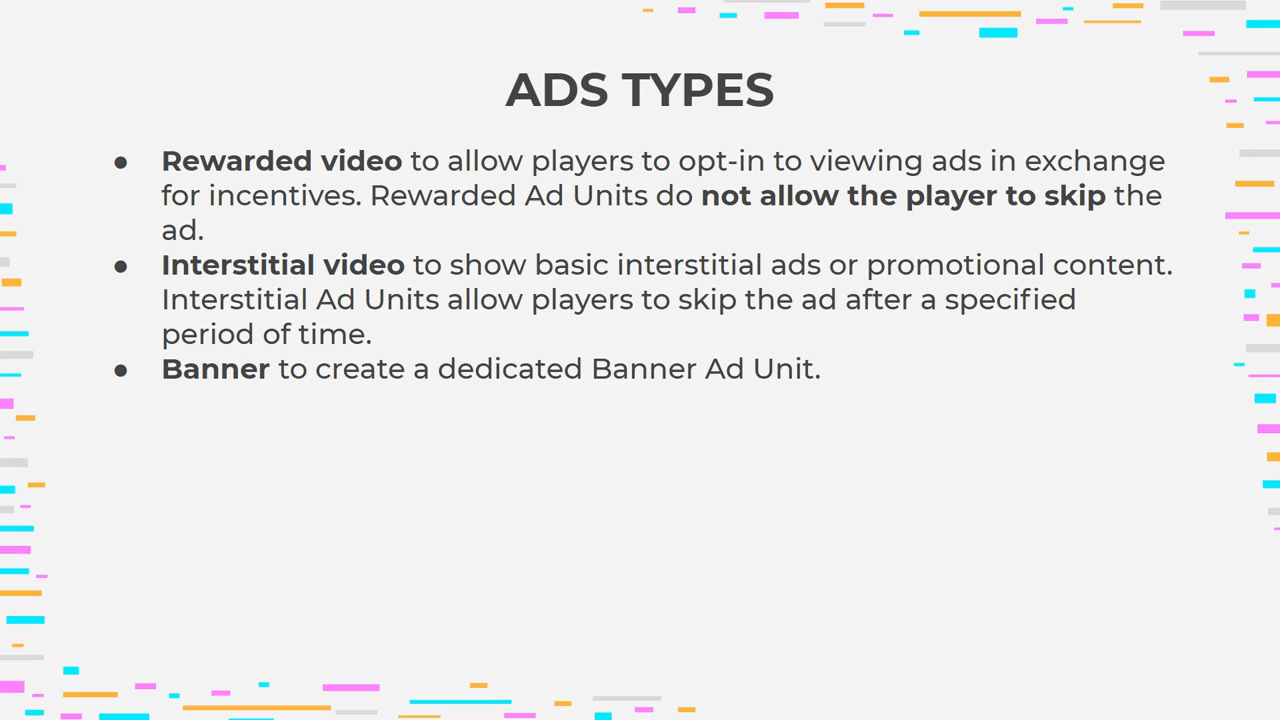 ADS TYPES
● Rewarded video to allow players to opt-in to viewing ads in exchange
for incentives. Rewarded Ad Units do not allow the player to skip the
ad.
● Interstitial video to show basic interstitial ads or promotional content.
Interstitial Ad Units allow players to skip the ad after a specified
period of time.
● Banner to create a dedicated Banner Ad Unit.